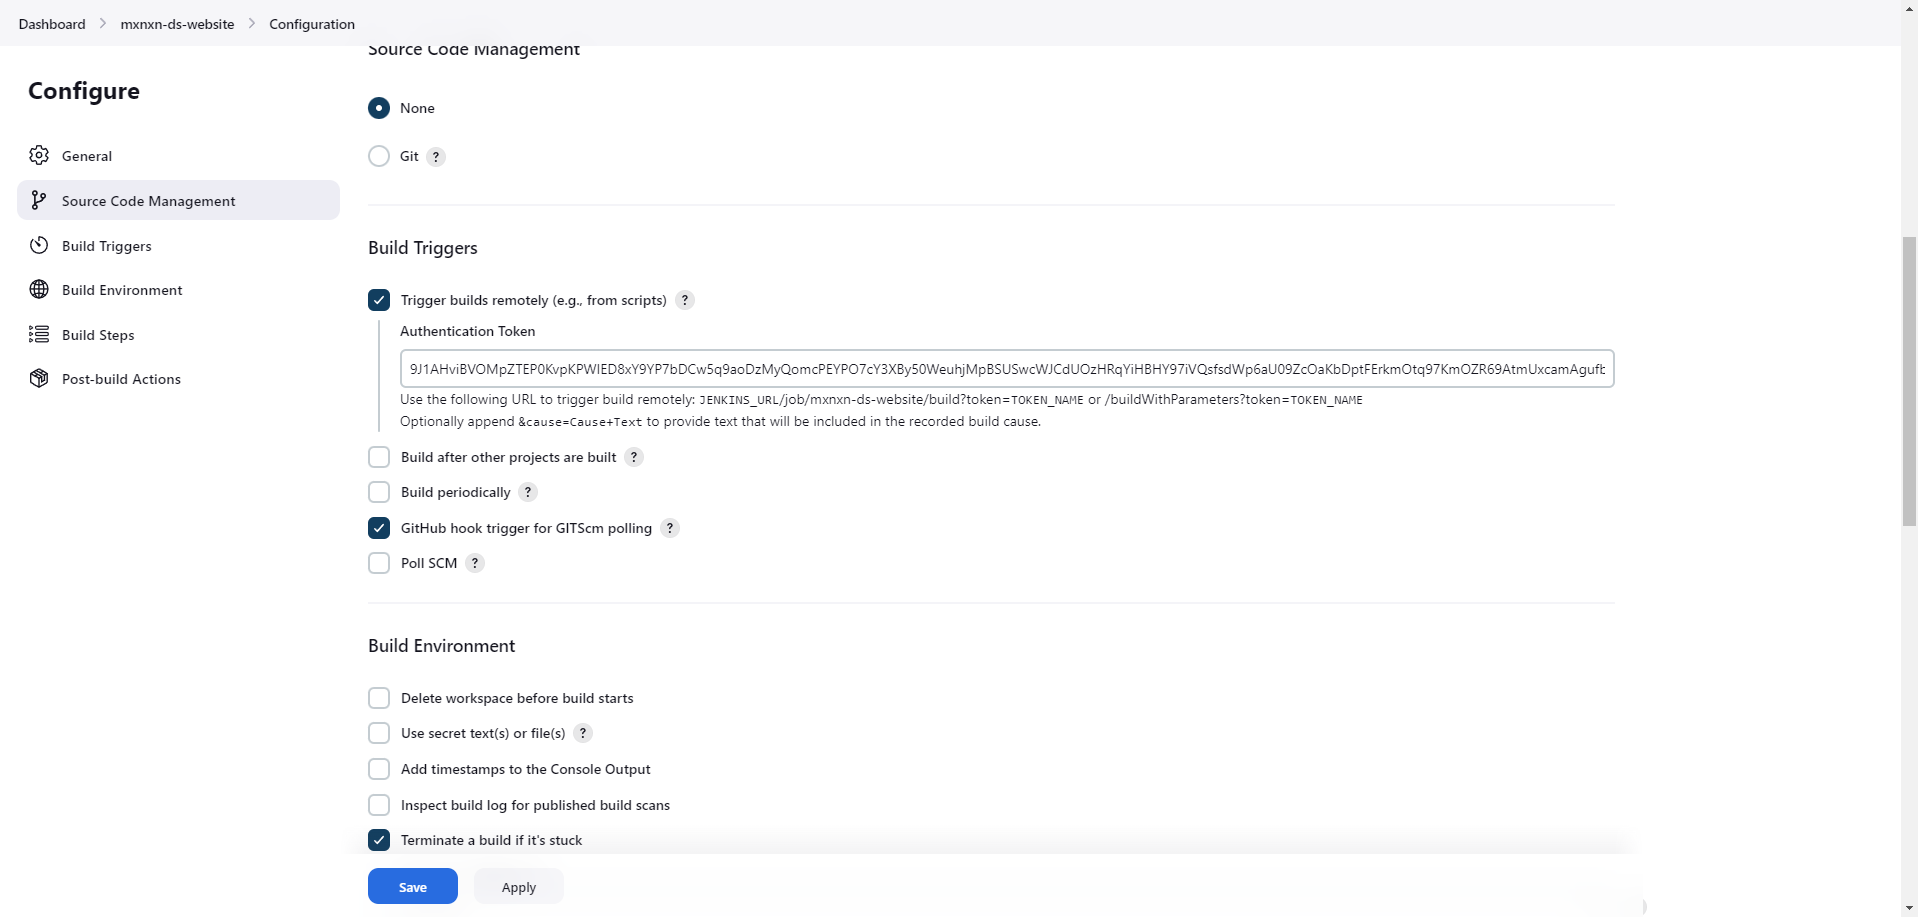 Dashboard > mxnxn-ds-website > Configuration
Configure
General
Source Code Management
Build Triggers
Build Environment
Build Steps
Post-build Actions
Source Code Management
None
Git ?
Build Triggers
Trigger builds remotely (e.g., from scripts) ?
Authentication Token
Use the following URL to trigger build remotely: JENKINS_URL/job/mxnxn-ds-website/build?token=TOKEN_NAME or /buildWithParameters?token=TOKEN_NAME
Optionally append &cause=Cause+Text to provide text that will be included in the recorded build cause.
Build after other projects are built ?
Build periodically ?
GitHub hook trigger for GITScm polling ?
Poll SCM ?
Build Environment
Delete workspace before build starts
Use secret text(s) or file(s) ?
Add timestamps to the Console Output
Inspect build log for published build scans
Terminate a build if it's stuck
Save
Apply